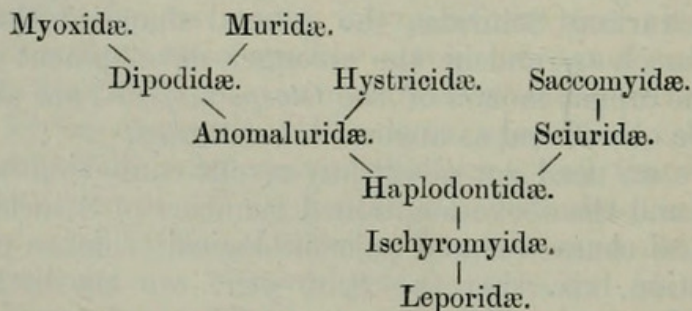 Myoxidæ. Muridæ.
Dipodidæ. Hystricidæ. Saccomyidæ.
Anomaluridæ. Sciuridæ.
Haplodontidæ.
Ischyromyidæ.
Leporidæ.